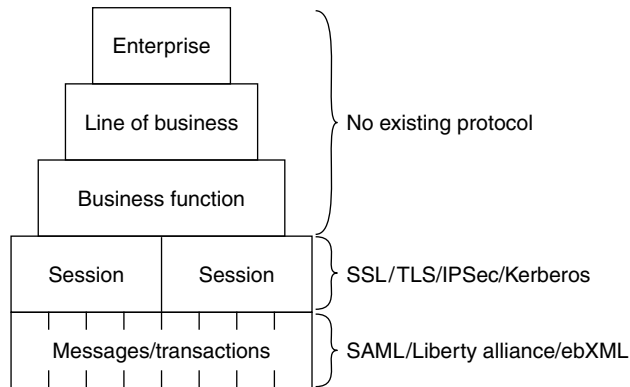 Enterprise
Line of business
No existing protocol
Business function
Session
Session
SSL/TLS/IPSec/Kerberos
Messages/transactions
SAML/Liberty alliance/ebXML